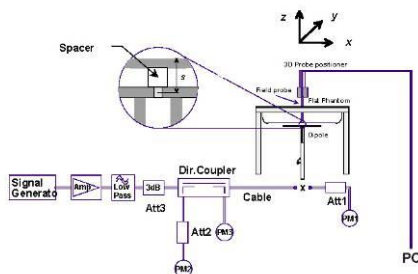 z
y
x
3D Probe positioner
Spacer
s
Field probe
Flat Phantom
Dipole
Signal
Generato
Amp
Low
Pass
3dB
Att3
Dir.Coupler
Cable
x
Att1
PM1
Att2
PM3
PM2
PC